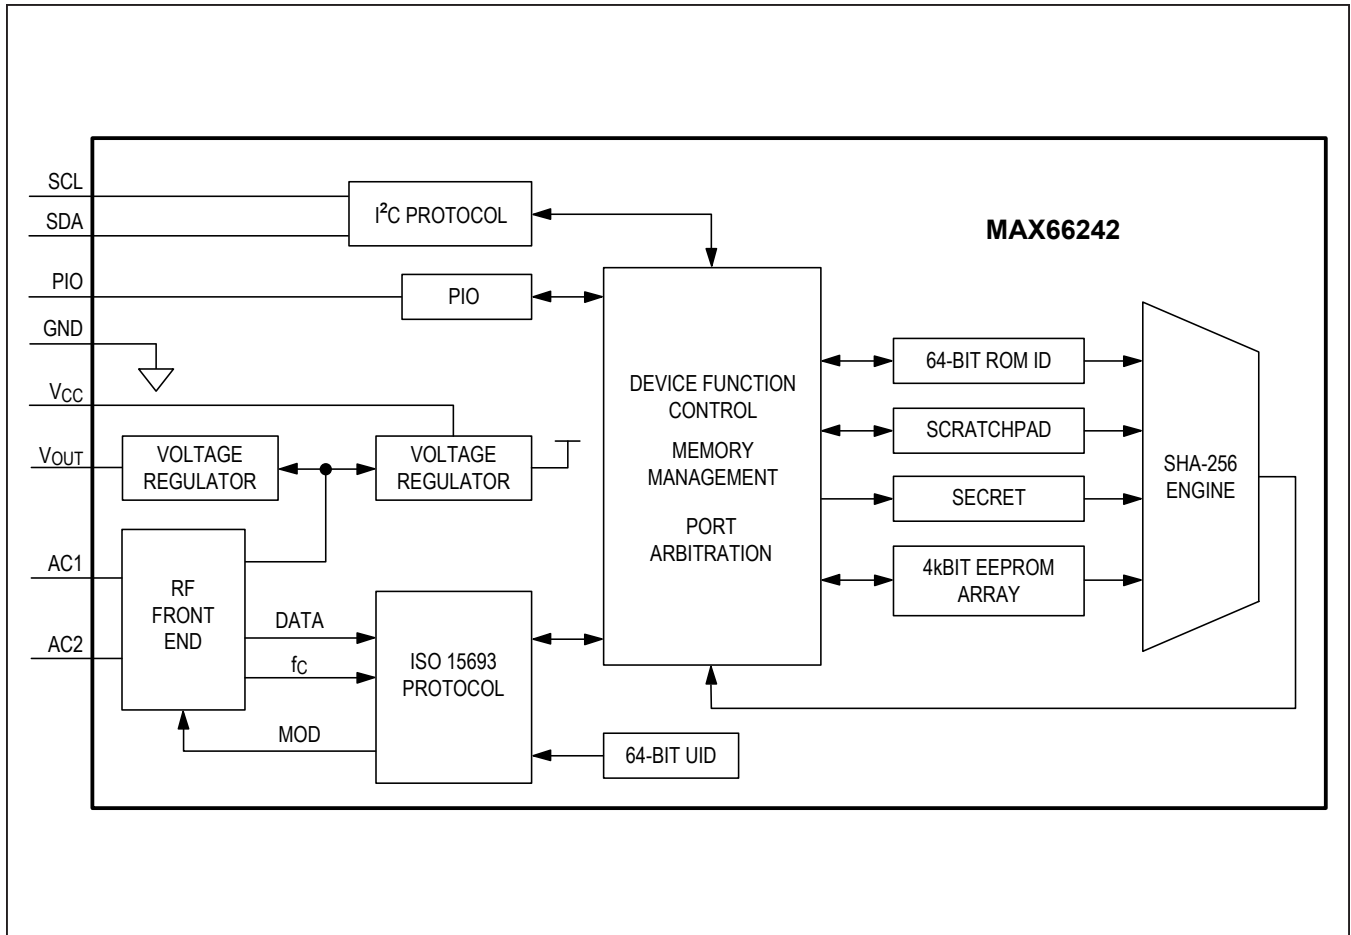 SCL
SDA
I²C PROTOCOL
MAX66242
PIO
PIO
GND
VCC
VOUT
VOLTAGE
REGULATOR
VOLTAGE
REGULATOR
DEVICE FUNCTION
CONTROL
MEMORY
MANAGEMENT
PORT
ARBITRATION
64-BIT ROM ID
SCRATCHPAD
SECRET
4kBIT EEPROM
ARRAY
SHA-256
ENGINE
AC1
AC2
RF
FRONT
END
DATA
fC
MOD
ISO 15693
PROTOCOL
64-BIT UID